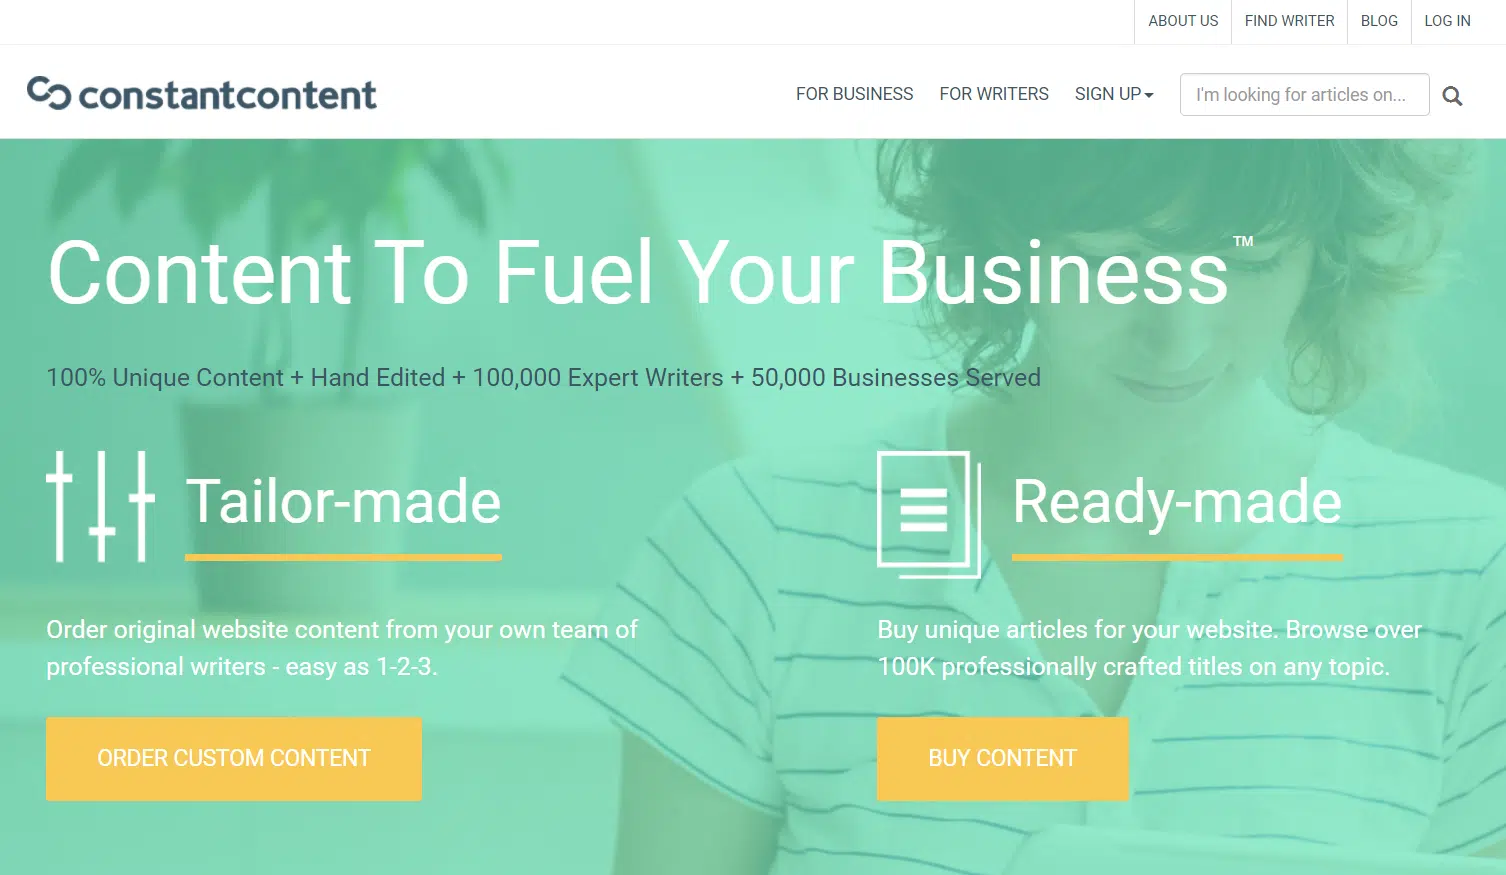 ABOUT US FIND WRITER BLOG LOG IN
constantcontent
FOR BUSINESS FOR WRITERS SIGN UP I'm looking for articles on...
Content To Fuel Your Business™
100% Unique Content + Hand Edited + 100,000 Expert Writers + 50,000 Businesses Served
Tailor-made
Order original website content from your own team of
professional writers - easy as 1-2-3.
ORDER CUSTOM CONTENT
Ready-made
Buy unique articles for your website. Browse over
100K professionally crafted titles on any topic.
BUY CONTENT